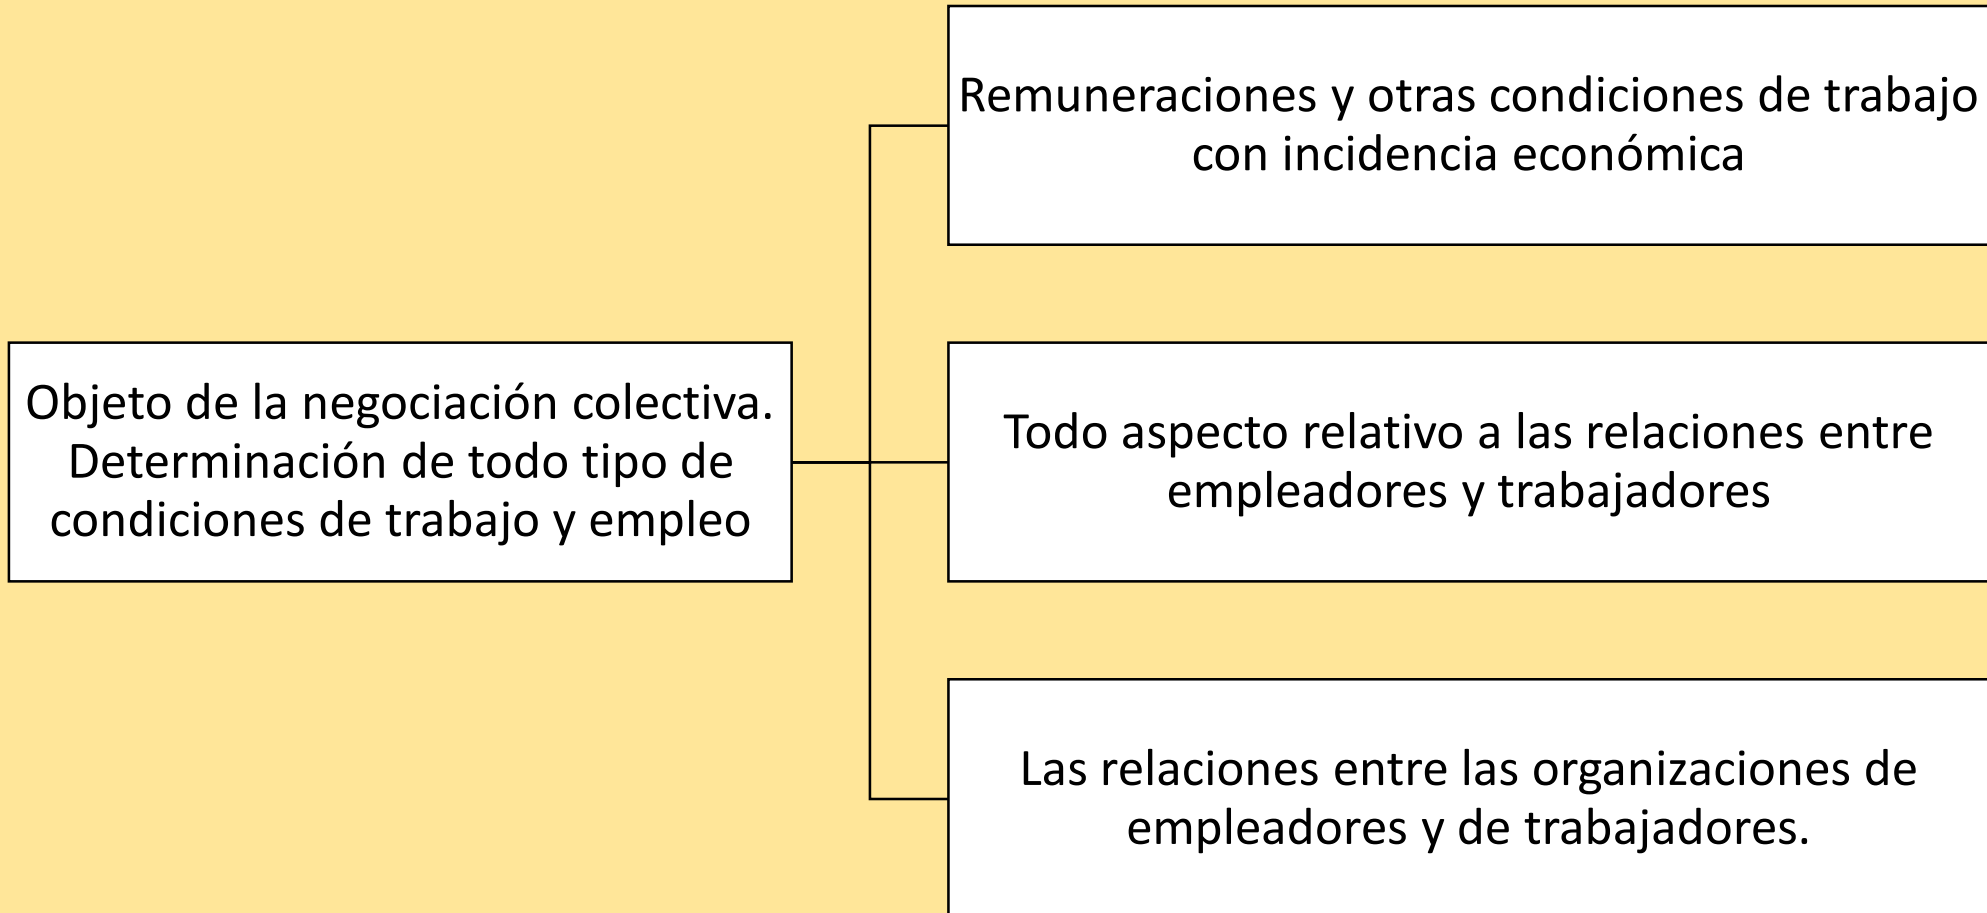 Remuneraciones y otras condiciones de trabajo
con incidencia económica
Objeto de la negociación colectiva.
Determinación de todo tipo de
condiciones de trabajo y empleo
Todo aspecto relativo a las relaciones entre
empleadores y trabajadores
Las relaciones entre las organizaciones de
empleadores y de trabajadores.